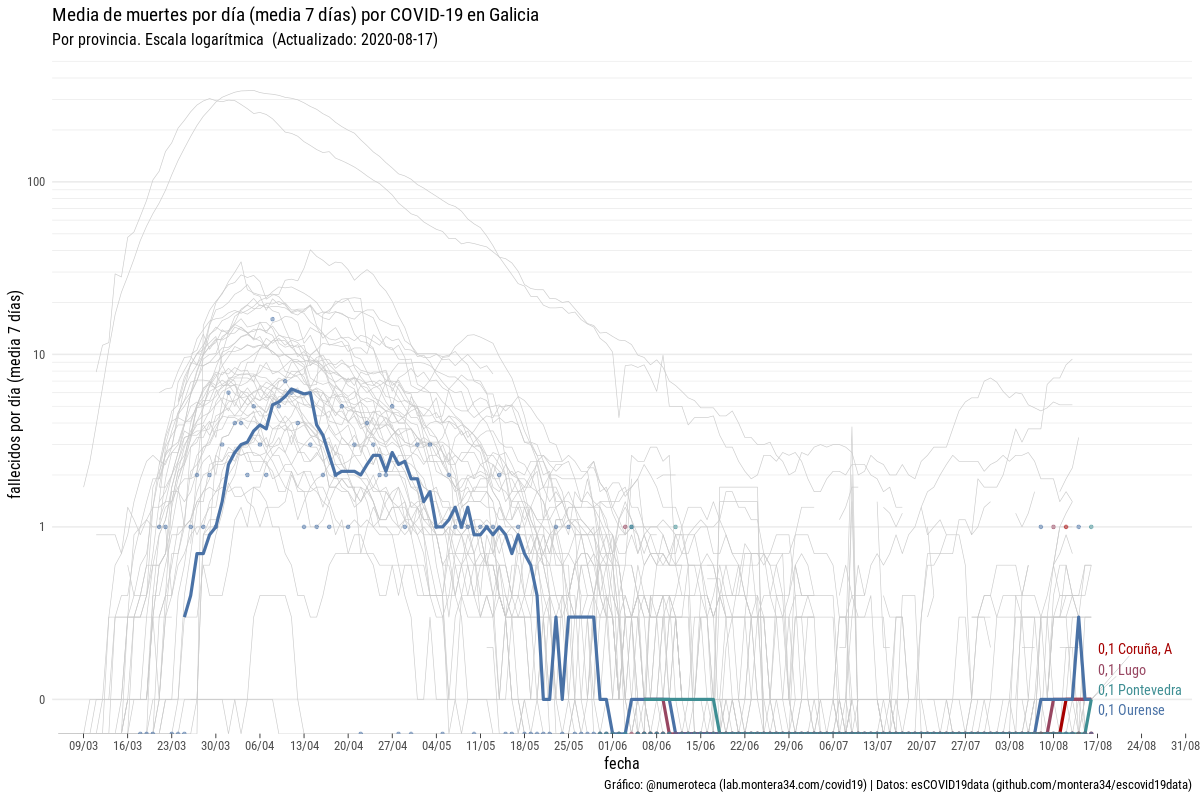 Media de muertes por día (media 7 días) por COVID-19 en Galicia
Por provincia. Escala logarítmica (Actualizado: 2020-08-17)
fallecidos por día (media 7 días)
100
10
1
0
0,1 Coruña, A
0,1 Lugo
0,1 Pontevedra
0,1 Ourense
09/03 16/03 23/03 30/03 06/04 13/04 20/04 27/04 04/05 11/05 18/05 25/05 01/06 08/06 15/06 22/06 29/06 06/07 13/07 20/07 27/07 03/08 10/08 17/08 24/08 31/08
fecha
Gráfico: @numeroteca (lab.montera34.com/covid19) | Datos: esCOVID19data (github.com/montera34/escovid19data)